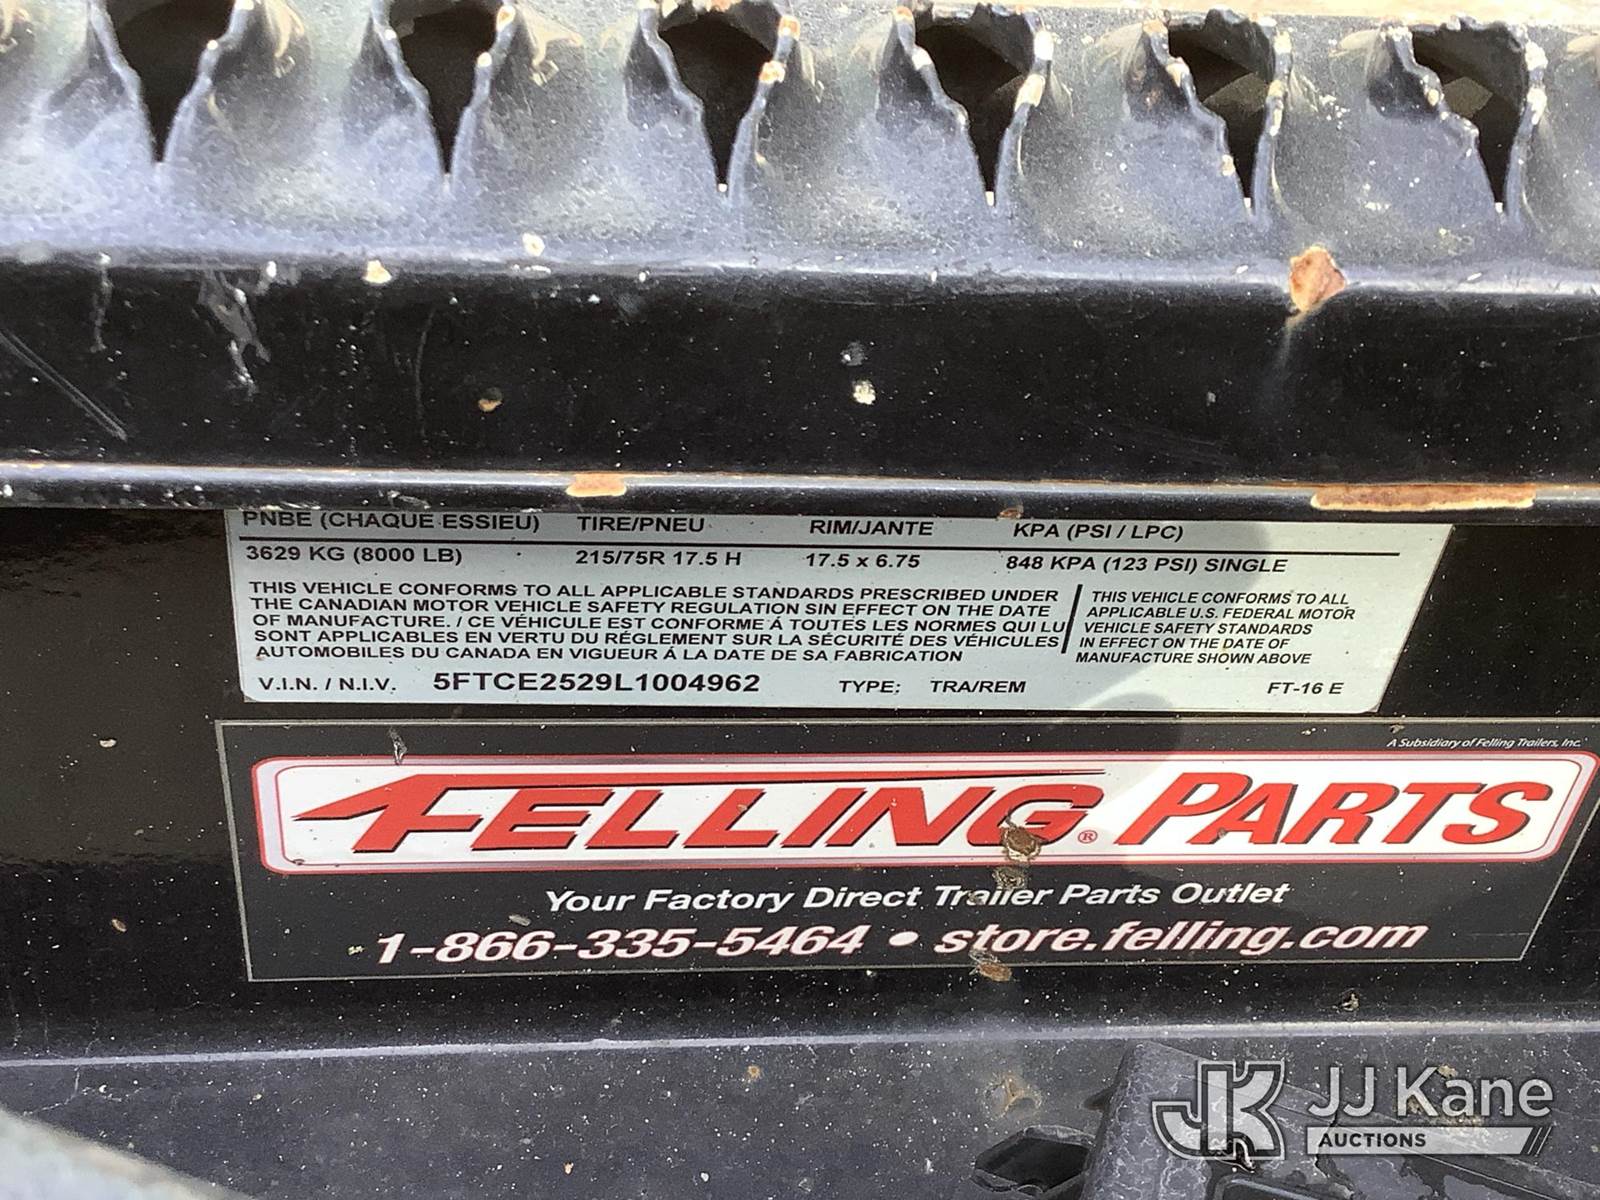 PNBE (CHAQUE ESSIEU) TIRE/PNEU RIM/JANTE KPA (PSI / LPC)
3629 KG (8000 LB) 215/75R 17.5 H 17.5 x 6.75 848 KPA (123 PSI) SINGLE
THIS VEHICLE CONFORMS TO ALL APPLICABLE STANDARDS PRESCRIBED UNDER
THE CANADIAN MOTOR VEHICLE SAFETY REGULATION SIN EFFECT ON THE DATE
OF MANUFACTURE. / CE VÉHICULE EST CONFORME Á TOUTES LES NORMES QUI LU
SONT APPLICABLES EN VERTU DU RÉGLEMENT SUR LA SÉCURITÉ DES VÉHICULES
AUTOMOBILES DU CANADA EN VIGUEUR Á LA DATE DE SA FABRICATION
THIS VEHICLE CONFORMS TO ALL
APPLICABLE U.S. FEDERAL MOTOR
VEHICLE SAFETY STANDARDS
IN EFFECT ON THE DATE OF
MANUFACTURE SHOWN ABOVE
V.I.N. / N.I.V. 5FTCE2529L1004962 TYPE: TRA/REM FT-16 E
A Subsidiary of Felling Trailers, Inc.
FELLING® PARTS
Your Factory Direct Trailer Parts Outlet
1-866-335-5464 • store.felling.com
JK JJ Kane
AUCTIONS